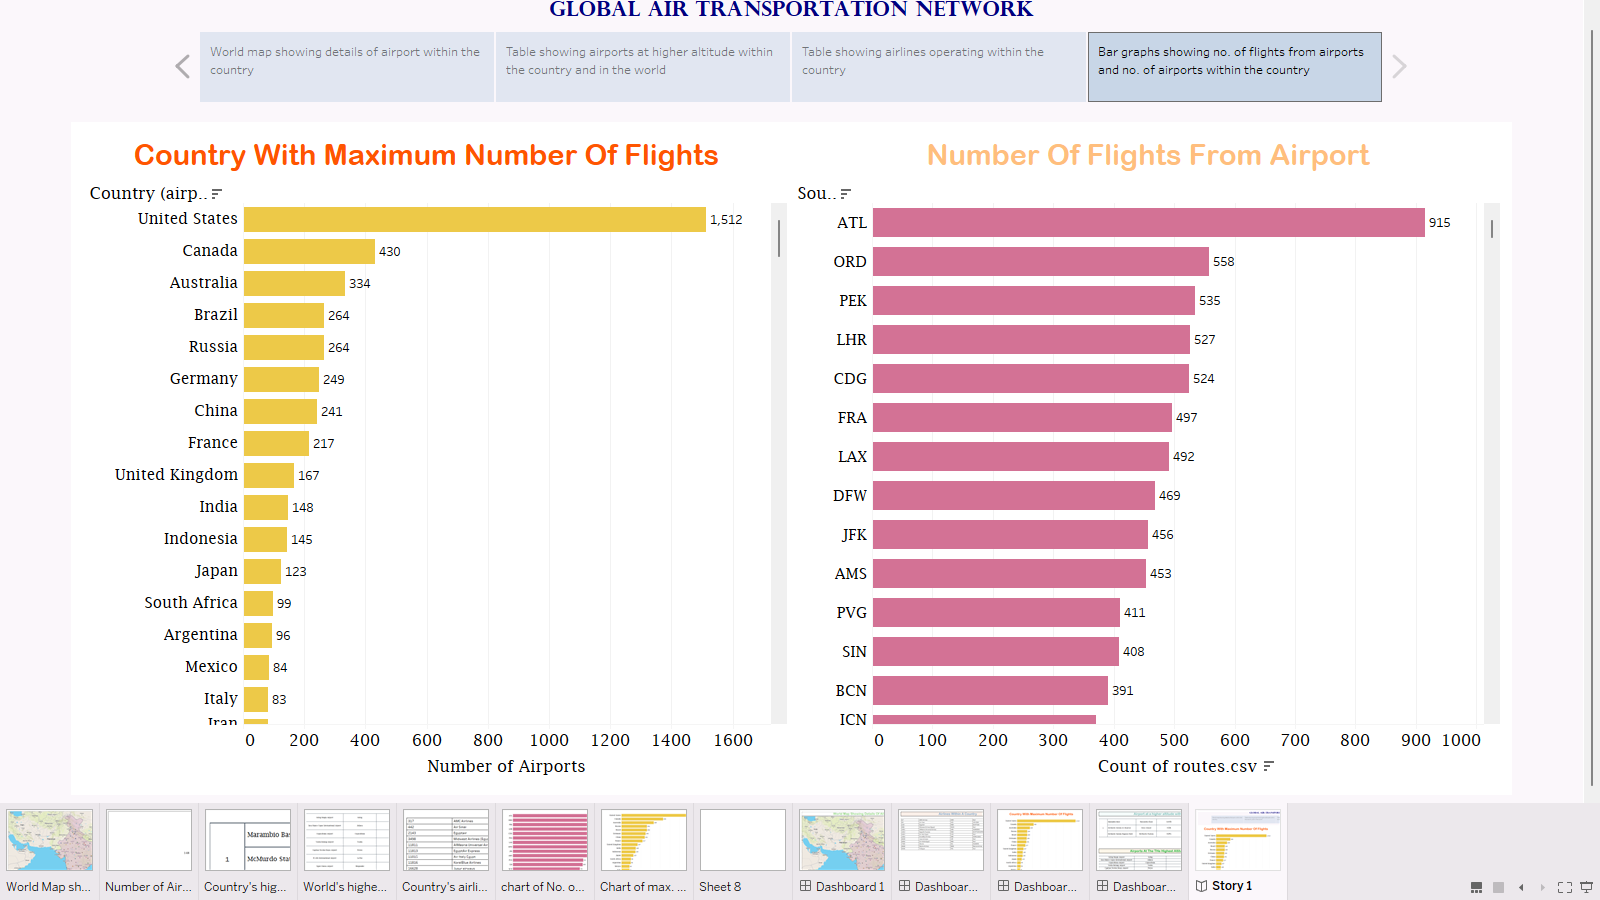 GLOBAL AIR TRANSPORTATION NETWORK
World map showing details of airport within the
country
Table showing airports at higher altitude within
the country and in the world
Table showing airlines operating within the
country
Bar graphs showing no. of flights from airports
and no. of airports within the country
Country With Maximum Number Of Flights
Country (airp..
United States 1,512
Canada 430
Australia 334
Brazil 264
Russia 264
Germany 249
China 241
France 217
United Kingdom 167
India 148
Indonesia 145
Japan 123
South Africa 99
Argentina 96
Mexico 84
Italy 83
Iran
0 200 400 600 800 1000 1200 1400 1600
Number of Airports
Number Of Flights From Airport
Sou..
ATL 915
ORD 558
PEK 535
LHR 527
CDG 524
FRA 497
LAX 492
DFW 469
JFK 456
AMS 453
PVG 411
SIN 408
BCN 391
ICN
0 100 200 300 400 500 600 700 800 900 1000
Count of routes.csv
Marambio Bas
1 McMurdo Stat
World Map sh...
Number of Air...
Country's hig...
World's highe...
Country's airli...
chart of No. o...
Chart of max. ...
Sheet 8
Dashboard 1
Dashboar...
Dashboar...
Dashboar...
Story 1